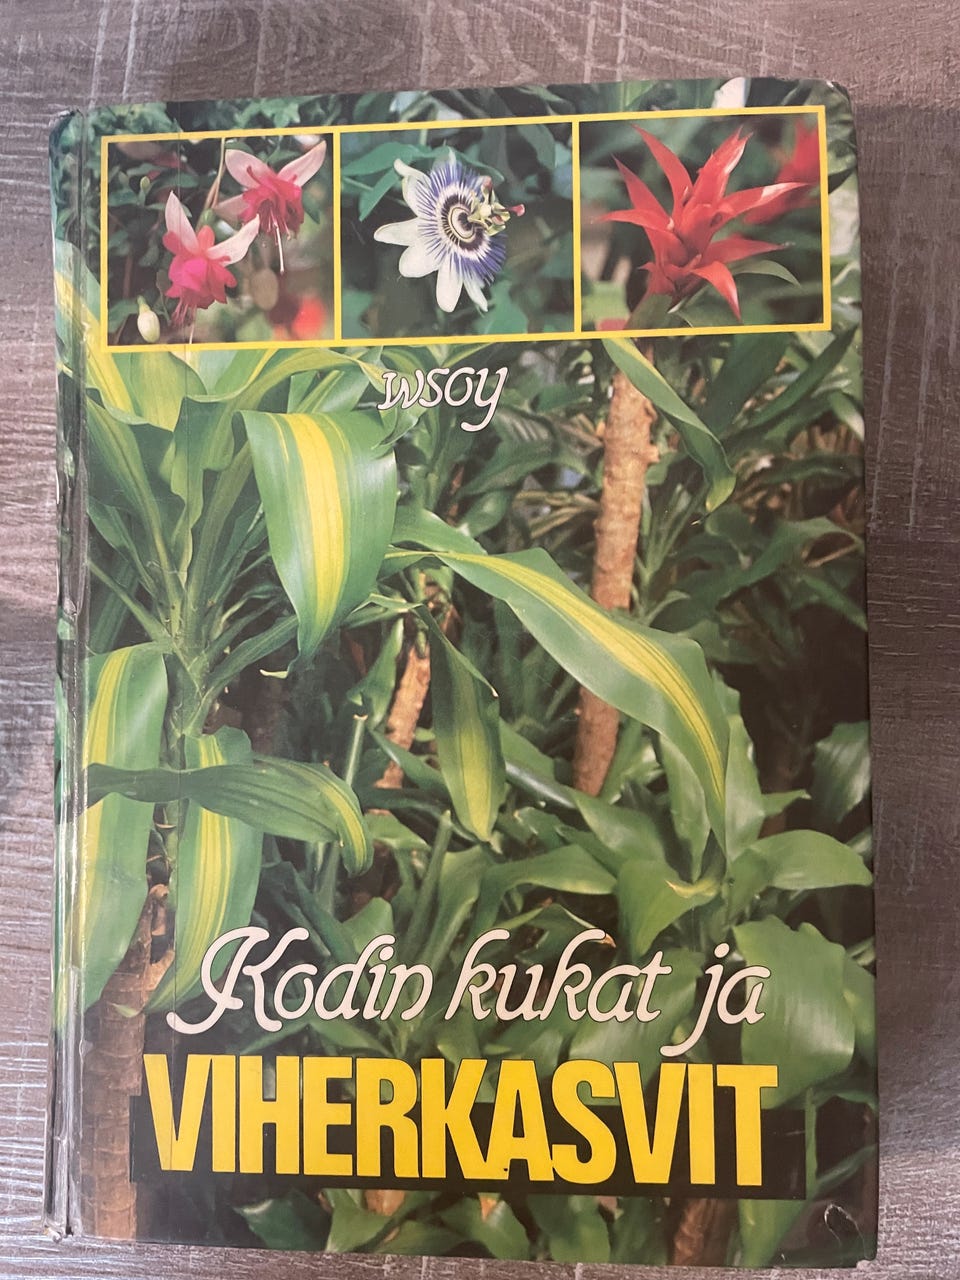 wsoy
Kodin kukat ja
VIHERKASVIT